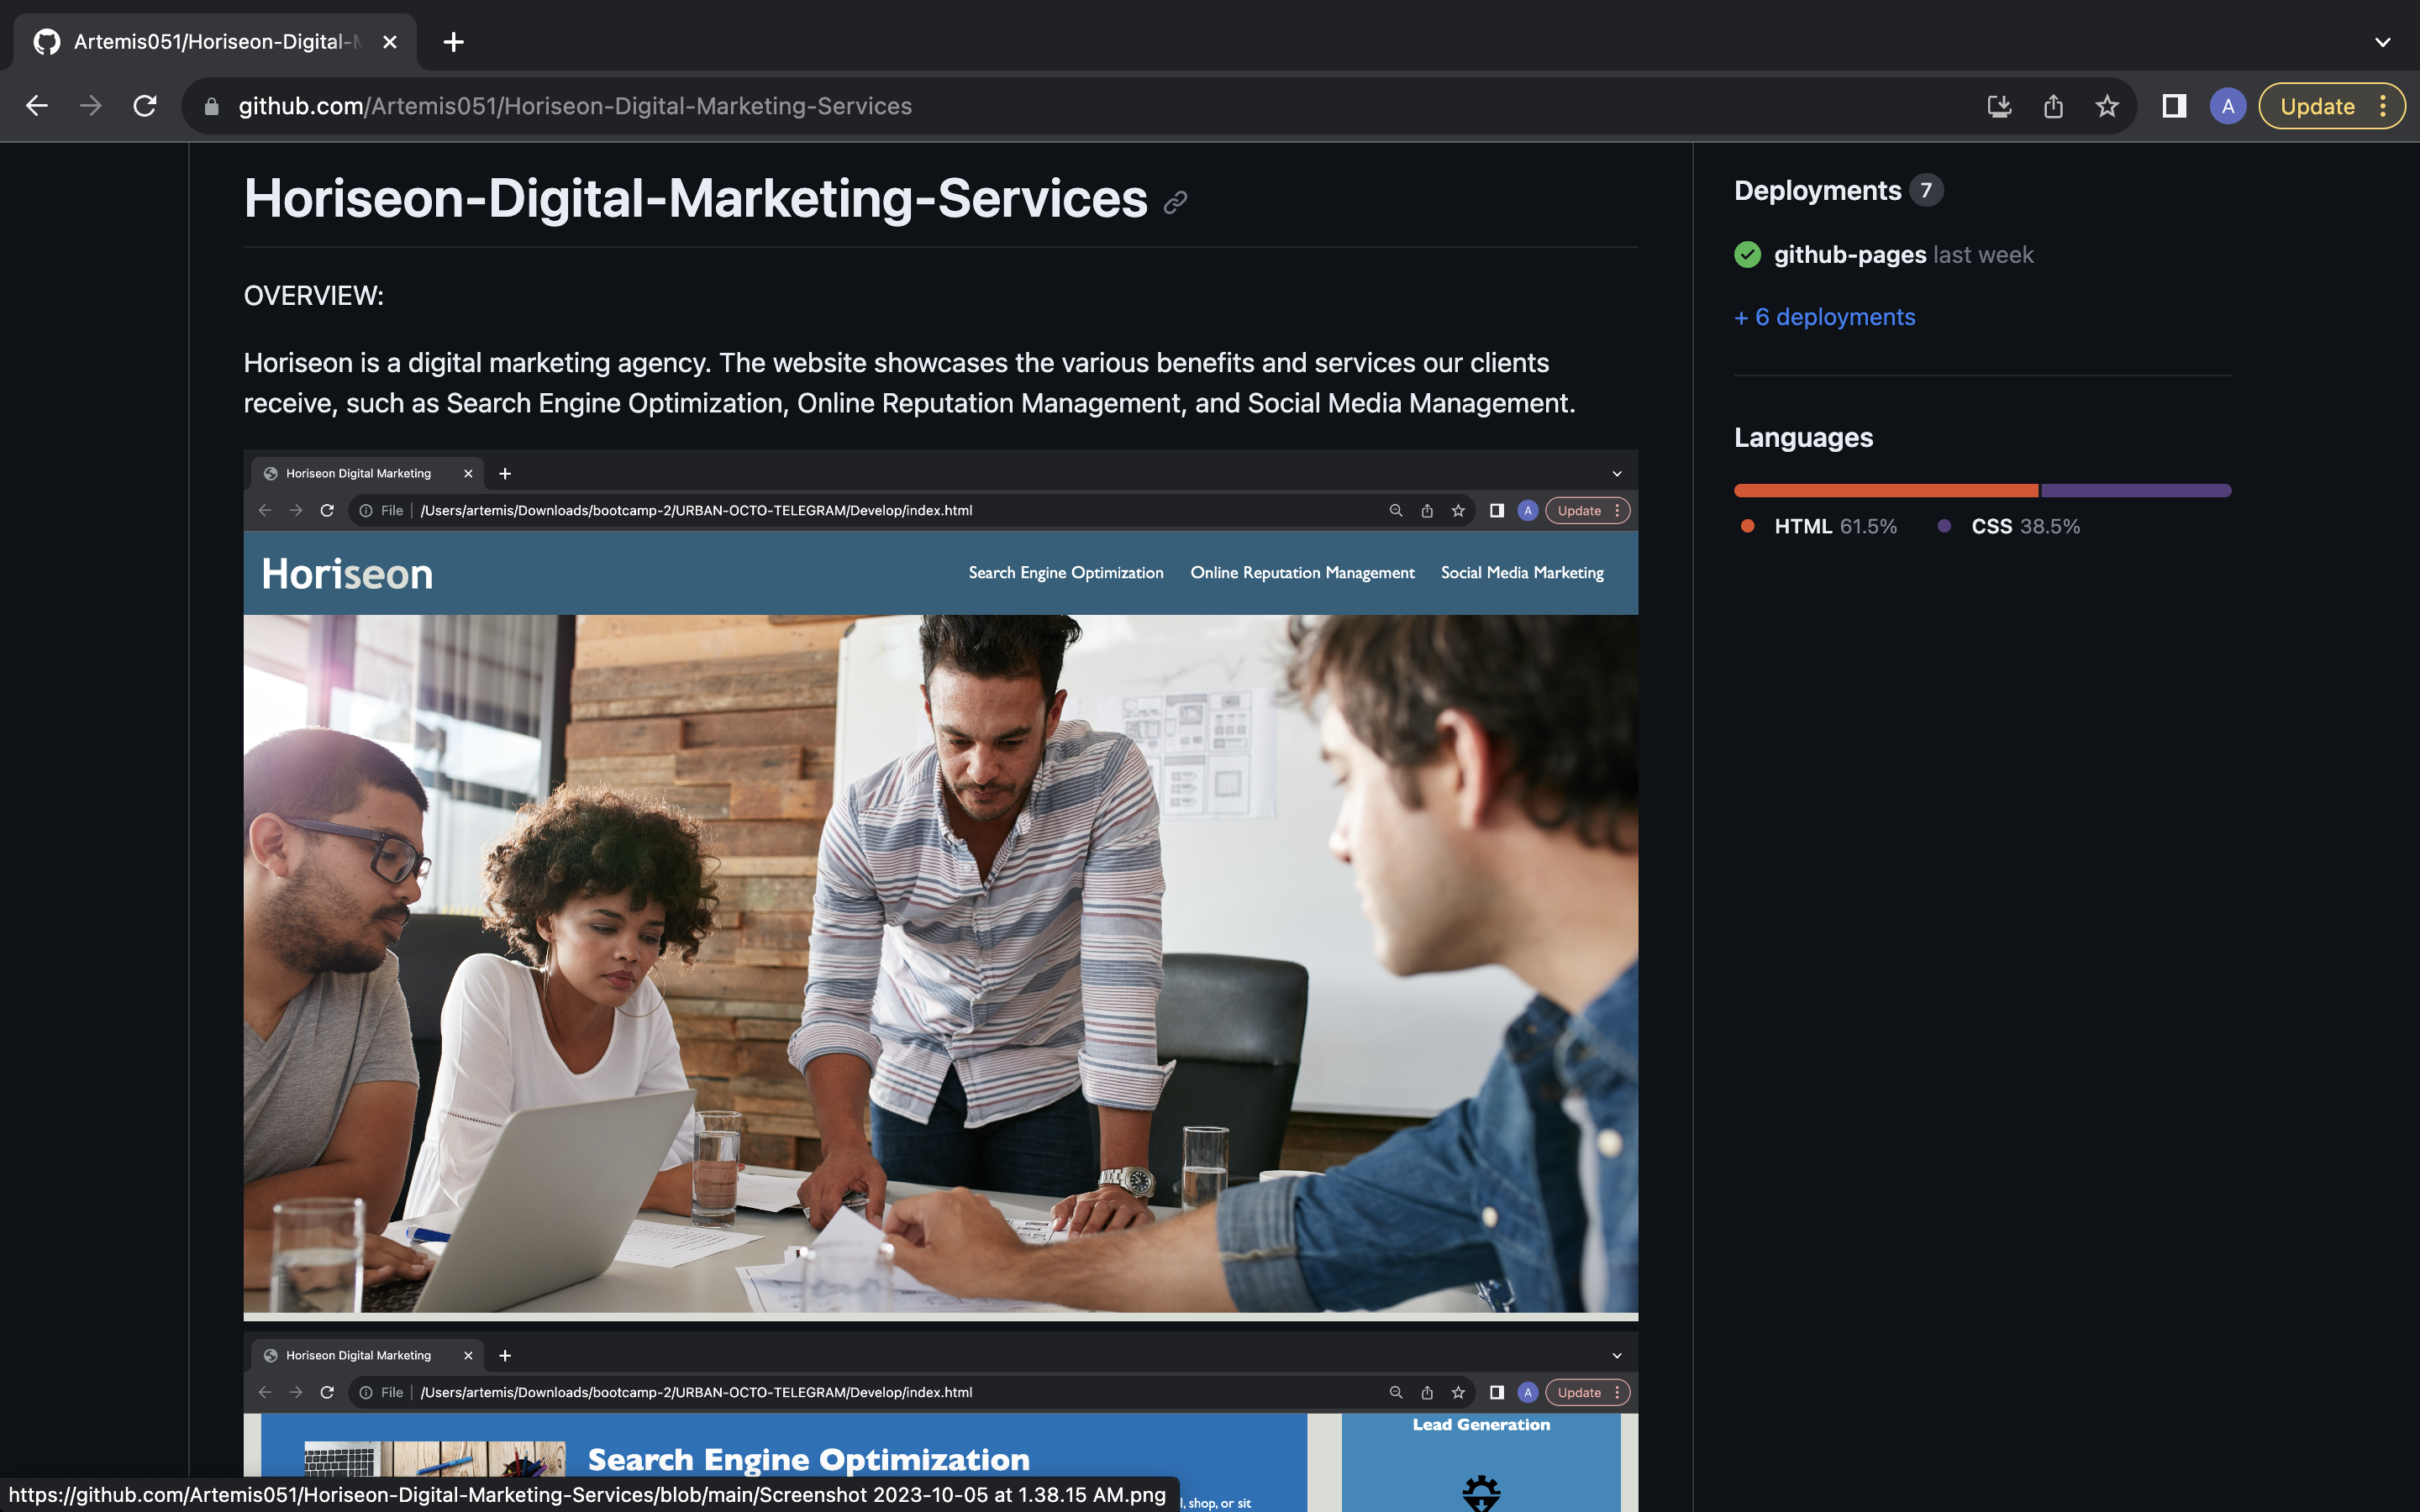 Artemis051/Horiseon-Digital-
github.com/Artemis051/Horiseon-Digital-Marketing-Services
A
Update
Horiseon-Digital-Marketing-Services
OVERVIEW:
Horiseon is a digital marketing agency. The website showcases the various benefits and services our clients
receive, such as Search Engine Optimization, Online Reputation Management, and Social Media Management.
Horiseon Digital Marketing
File
/Users/artemis/Downloads/bootcamp-2/URBAN-OCTO-TELEGRAM/Develop/index.html
A
Update
Horiseon
Search Engine Optimization
Online Reputation Management
Social Media Marketing
Horiseon Digital Marketing
File
/Users/artemis/Downloads/bootcamp-2/URBAN-OCTO-TELEGRAM/Develop/index.html
A
Update
Search Engine Optimization
shop, or sit
Lead Generation
Deployments 7
github-pages last week
+ 6 deployments
Languages
HTML 61.5%
CSS 38.5%
https://github.com/Artemis051/Horiseon-Digital-Marketing-Services/blob/main/Screenshot 2023-10-05 at 1.38.15 AM.png